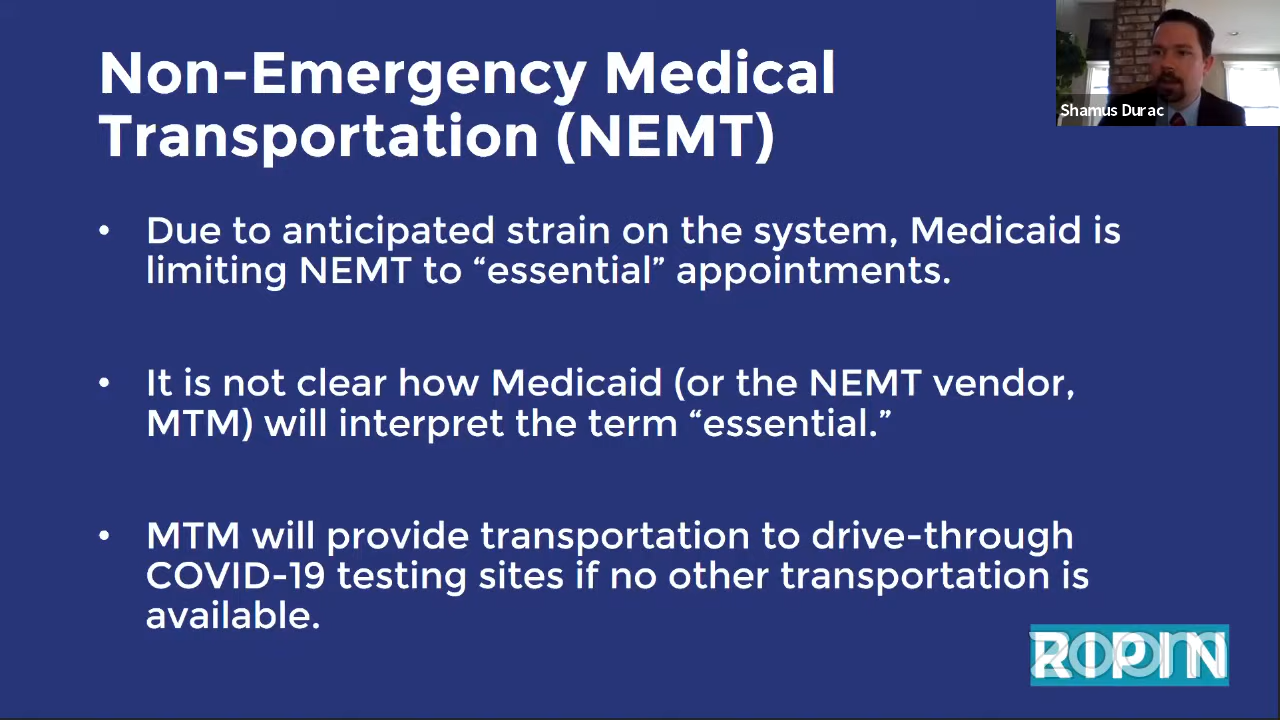 Non-Emergency Medical
Transportation (NEMT)
Shamus Durac
• Due to anticipated strain on the system, Medicaid is
limiting NEMT to “essential” appointments.
• It is not clear how Medicaid (or the NEMT vendor,
MTM) will interpret the term “essential.”
• MTM will provide transportation to drive-through
COVID-19 testing sites if no other transportation is
available.
RIPIN
zoom